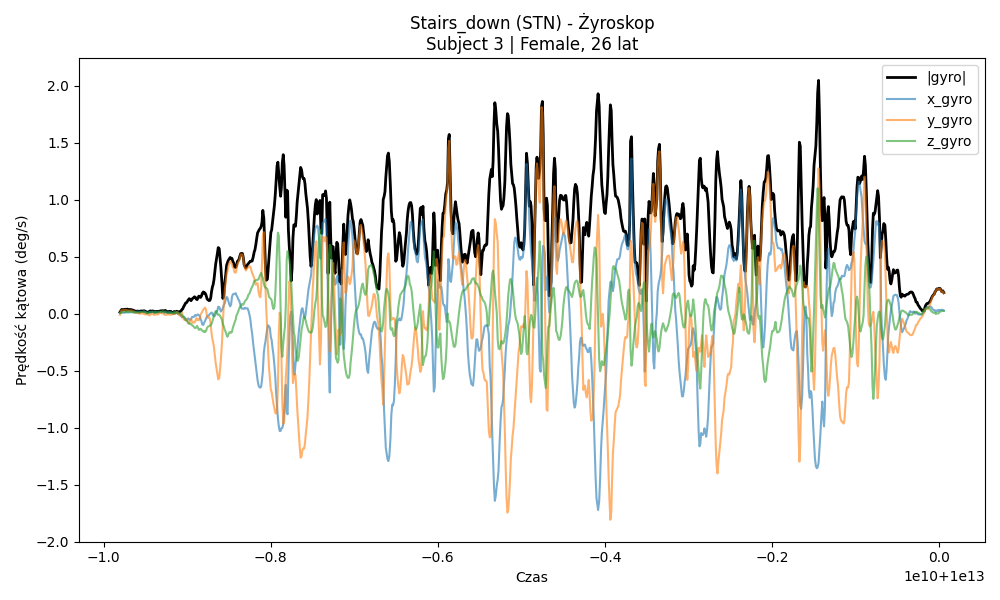 Stairs_down (STN) - Żyroskop
Subject 3 | Female, 26 lat
|gyro|
x_gyro
y_gyro
z_gyro
Prędkość kątowa (deg/s)
2.0
1.5
1.0
0.5
0.0
−0.5
−1.0
−1.5
−2.0
−1.0
−0.8
−0.6
−0.4
−0.2
0.0
1e10+1e13
Czas